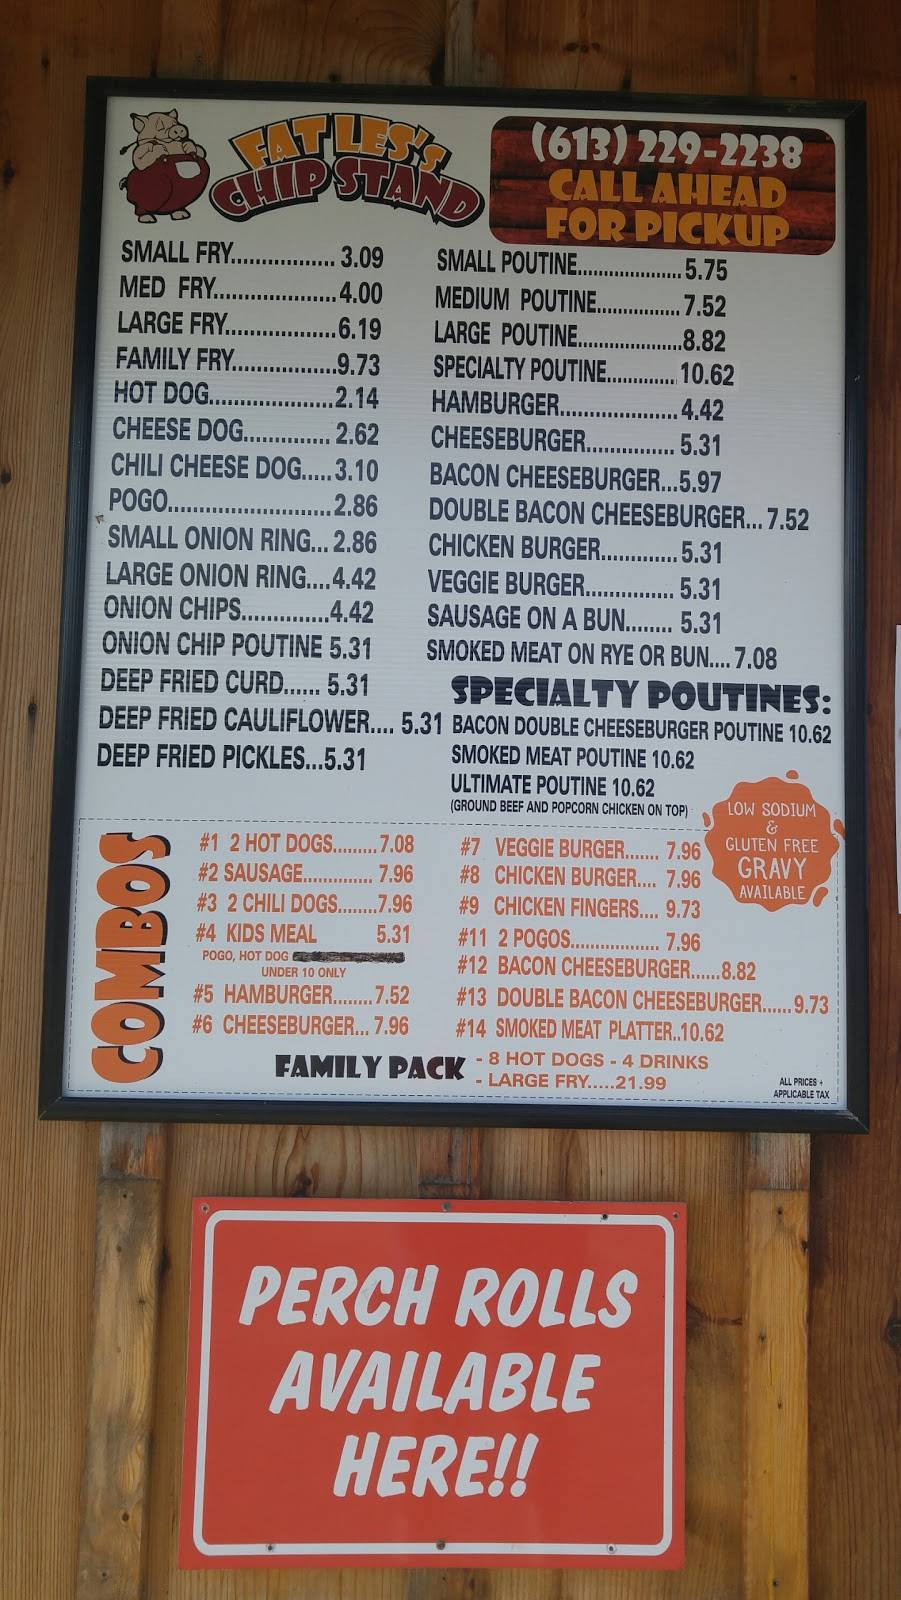 FAT LES'S
CHIP STAND
(613) 229-2238
CALL AHEAD
FOR PICKUP
SMALL FRY.................. 3.09
MED FRY.....................4.00
LARGE FRY...................6.19
FAMILY FRY..................9.73
HOT DOG.....................2.14
CHEESE DOG............... 2.62
CHILI CHEESE DOG.....3.10
POGO............................2.86
SMALL ONION RING... 2.86
LARGE ONION RING....4.42
ONION CHIPS...............4.42
ONION CHIP POUTINE 5.31
DEEP FRIED CURD...... 5.31
DEEP FRIED CAULIFLOWER.... 5.31
DEEP FRIED PICKLES...5.31
SMALL POUTINE....................5.75
MEDIUM POUTINE................7.52
LARGE POUTINE....................8.82
SPECIALTY POUTINE.............10.62
HAMBURGER....................4.42
CHEESEBURGER............... 5.31
BACON CHEESEBURGER...5.97
DOUBLE BACON CHEESEBURGER... 7.52
CHICKEN BURGER.............5.31
VEGGIE BURGER............... 5.31
SAUSAGE ON A BUN........ 5.31
SMOKED MEAT ON RYE OR BUN.... 7.08
SPECIALTY POUTINES:
BACON DOUBLE CHEESEBURGER POUTINE 10.62
SMOKED MEAT POUTINE 10.62
ULTIMATE POUTINE 10.62
(GROUND BEEF AND POPCORN CHICKEN ON TOP)
LOW SODIUM
&
GLUTEN FREE
GRAVY
AVAILABLE
COMBOS
#1 2 HOT DOGS.........7.08
#2 SAUSAGE.............. 7.96
#3 2 CHILI DOGS........7.96
#4 KIDS MEAL 5.31
POGO, HOT DOG
UNDER 10 ONLY
#5 HAMBURGER........7.52
#6 CHEESEBURGER... 7.96
#7 VEGGIE BURGER....... 7.96
#8 CHICKEN BURGER.... 7.96
#9 CHICKEN FINGERS.... 9.73
#11 2 POGOS.................. 7.96
#12 BACON CHEESEBURGER......8.82
#13 DOUBLE BACON CHEESEBURGER...... 9.73
#14 SMOKED MEAT PLATTER..10.62
FAMILY PACK - 8 HOT DOGS - 4 DRINKS
- LARGE FRY.....21.99
ALL PRICES +
APPLICABLE TAX
PERCH ROLLS
AVAILABLE
HERE!!